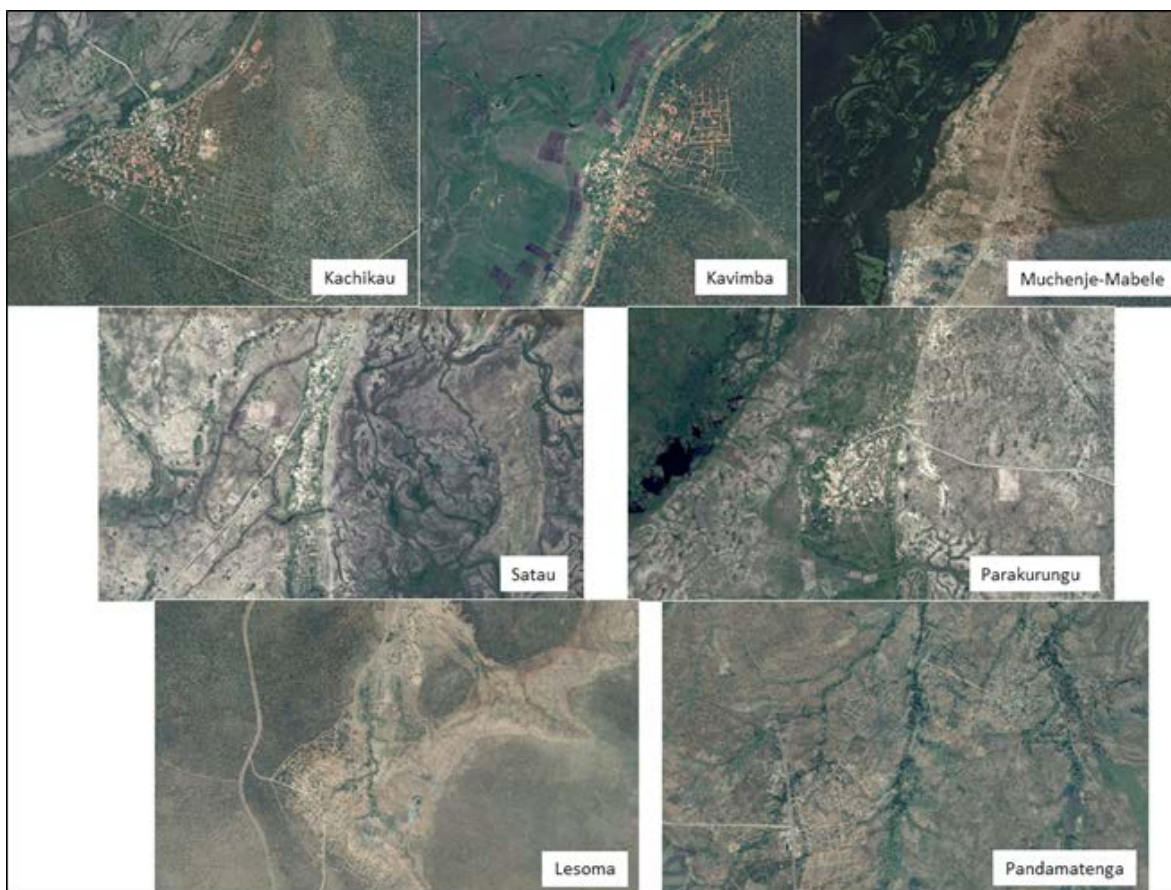 Kachikau
Kavimba
Muchenje-Mabele
Satau
Parakurungu
Lesoma
Pandamatenga